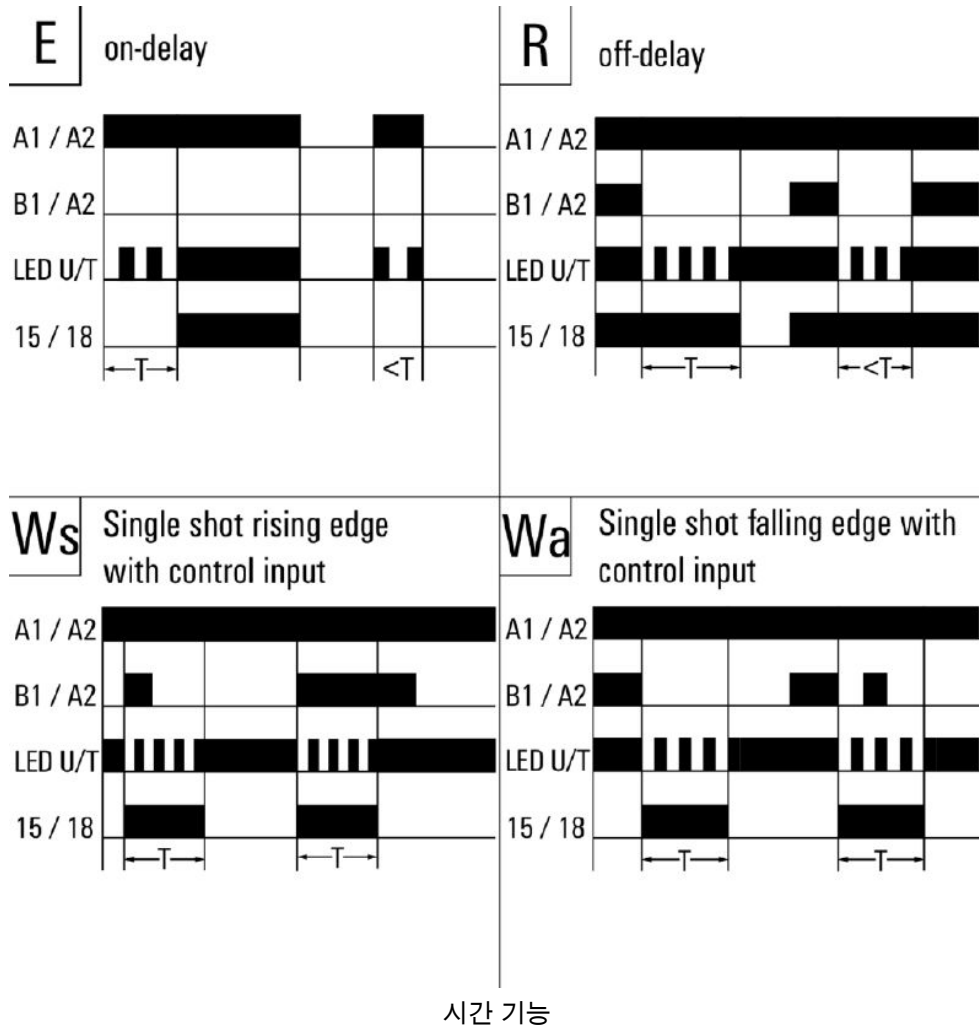 E on-delay
A1 / A2
B1 / A2
LED U/T
15 / 18
T
<T
R off-delay
A1 / A2
B1 / A2
LED U/T
15 / 18
T
<T
Ws Single shot rising edge
with control input
A1 / A2
B1 / A2
LED U/T
15 / 18
T
T
Wa Single shot falling edge with
control input
A1 / A2
B1 / A2
LED U/T
15 / 18
T
T
시간 기능